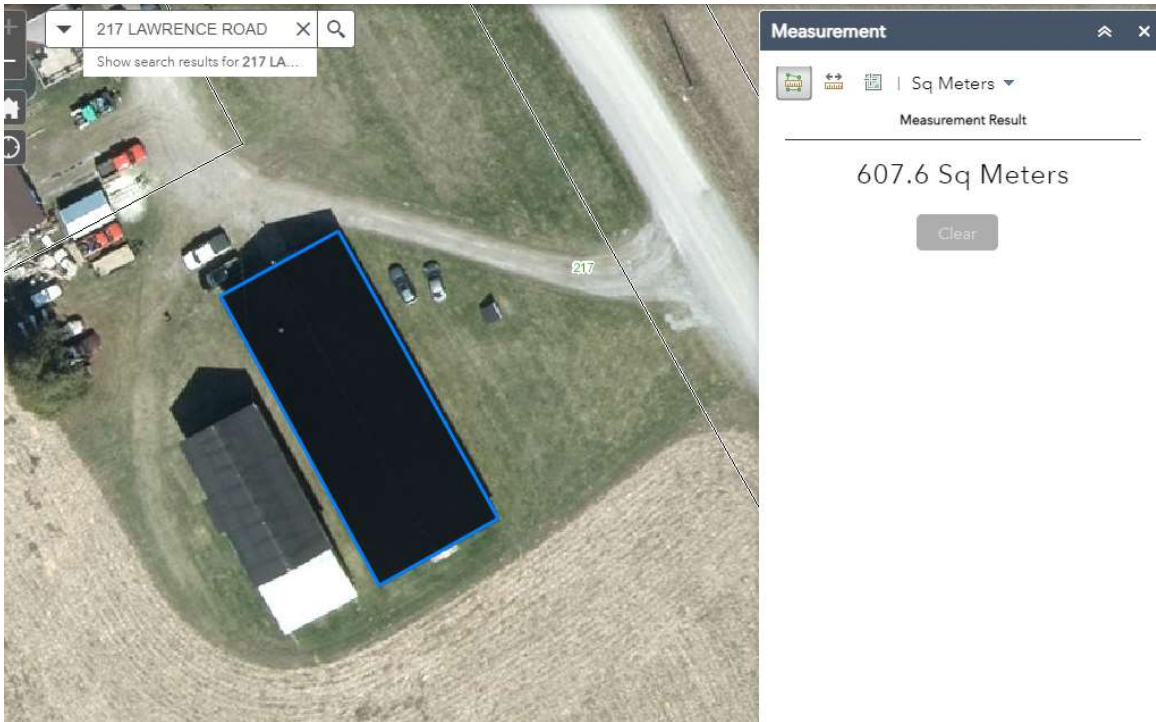 217 LAWRENCE ROAD
Show search results for 217 LA...
217
Measurement
| Sq Meters
Measurement Result
607.6 Sq Meters
Clear